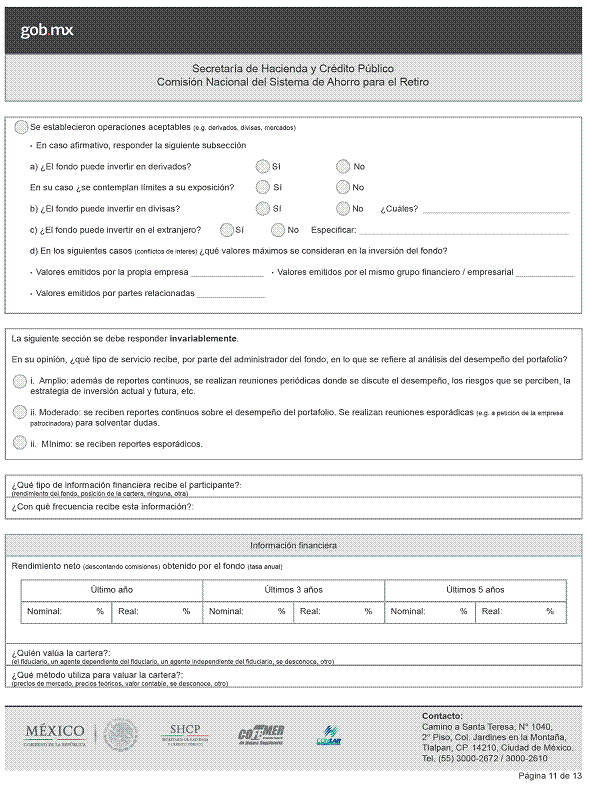 gob.mx
Secretaría de Hacienda y Crédito Público
Comisión Nacional del Sistema de Ahorro para el Retiro
Se establecieron operaciones aceptables (e.g. derivados, divisas, mercados)
• En caso afirmativo, responder la siguiente subsección
a) ¿El fondo puede invertir en derivados? Sí No
En su caso ¿se contemplan límites a su exposición? Sí No
b) ¿El fondo puede invertir en divisas? Sí No ¿Cuáles?
c) ¿El fondo puede invertir en el extranjero? Sí No Especificar:
d) En los siguientes casos (conflictos de interés) ¿qué valores máximos se consideran en la inversión del fondo?
• Valores emitidos por la propia empresa • Valores emitidos por el mismo grupo financiero / empresarial
• Valores emitidos por partes relacionadas
La siguiente sección se debe responder invariablemente.
En su opinión, ¿qué tipo de servicio recibe, por parte del administrador del fondo, en lo que se refiere al análisis del desempeño del portafolio?
i. Amplio: además de reportes continuos, se realizan reuniones periódicas donde se discute el desempeño, los riesgos que se perciben, la
estrategia de inversión actual y futura, etc.
ii. Moderado: se reciben reportes continuos sobre el desempeño del portafolio. Se realizan reuniones esporádicas (e.g. a petición de la empresa
patrocinadora) para solventar dudas.
ii. Mínimo: se reciben reportes esporádicos.
¿Qué tipo de información financiera recibe el participante?:
(rendimiento del fondo, posición de la cartera, ninguna, otra)
¿Con qué frecuencia recibe esta información?:
Información financiera
Rendimiento neto (descontando comisiones) obtenido por el fondo (tasa anual)
Último año Últimos 3 años Últimos 5 años
Nominal: % Real: % Nominal: % Real: % Nominal: % Real: %
¿Quién valúa la cartera?:
(el fiduciario, un agente dependiente del fiduciario, un agente independiente del fiduciario, se desconoce, otro)
¿Qué método utiliza para valuar la cartera?:
(precios de mercado, precios teóricos, valor contable, se desconoce, otro)
MÉXICO
GOBIERNO DE LA REPÚBLICA
SHCP
SECRETARÍA DE HACIENDA
Y CRÉDITO PÚBLICO
COFEMER
CONSAR
Contacto:
Camino a Santa Teresa, N° 1040,
2° Piso, Col. Jardines en la Montaña,
Tlalpan, CP. 14210, Ciudad de México.
Tel. (55) 3000-2672 / 3000-2610
Página 11 de 13